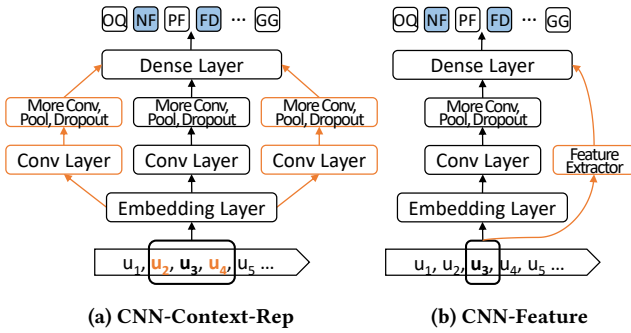 OQ NF PF FD ... GG
Dense Layer
More Conv, Pool, Dropout
More Conv, Pool, Dropout
More Conv, Pool, Dropout
Conv Layer
Conv Layer
Conv Layer
Embedding Layer
u1, u2, u3, u4, u5 ...
(a) CNN-Context-Rep
OQ NF PF FD ... GG
Dense Layer
More Conv, Pool, Dropout
Conv Layer
Feature Extractor
Embedding Layer
u1, u2, u3, u4, u5 ...
(b) CNN-Feature